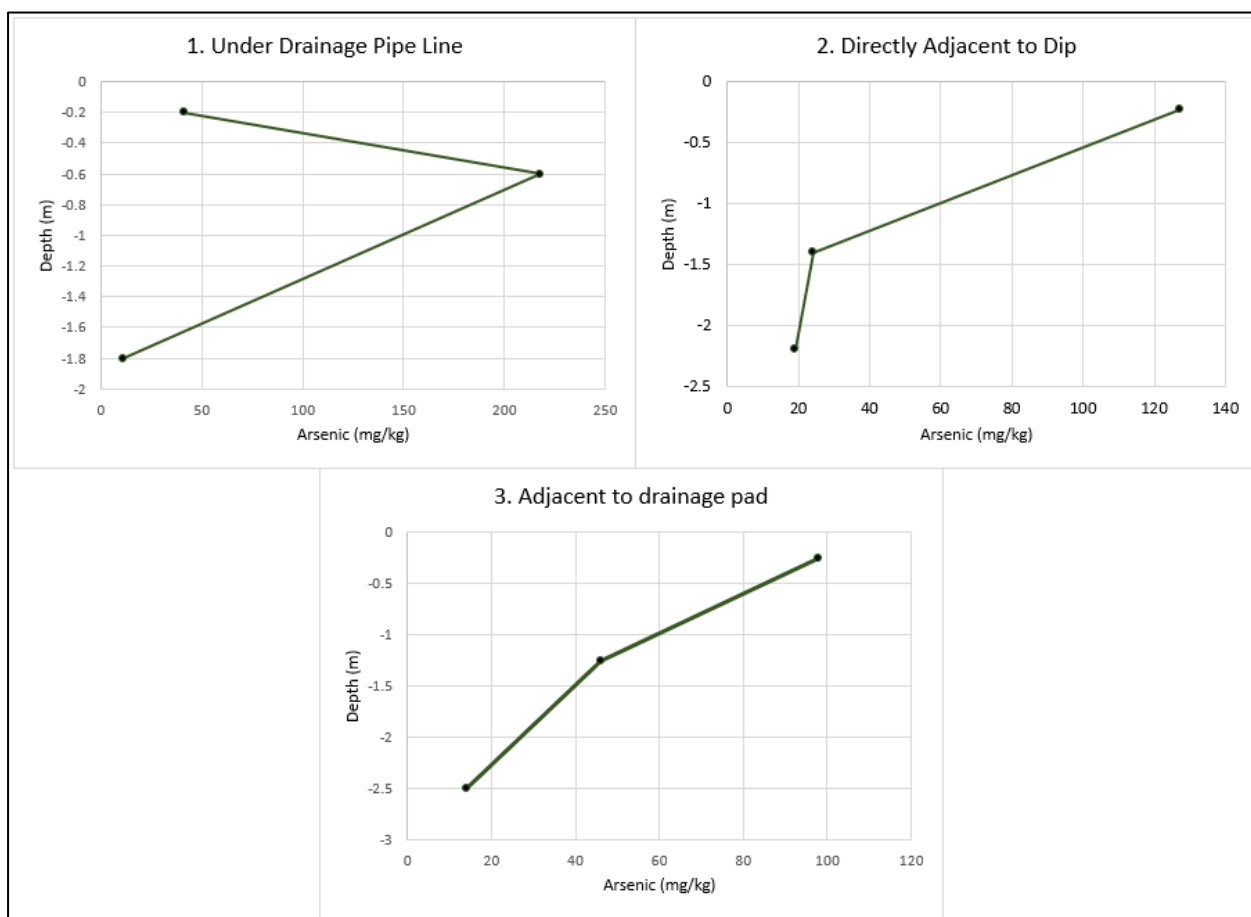 1. Under Drainage Pipe Line
0
-0.2
-0.4
-0.6
-0.8
-1
-1.2
-1.4
-1.6
-1.8
-2
Depth (m)
0 50 100 150 200 250
Arsenic (mg/kg)
2. Directly Adjacent to Dip
0
-0.5
-1
-1.5
-2
-2.5
Depth (m)
0 20 40 60 80 100 120 140
Arsenic (mg/kg)
3. Adjacent to drainage pad
0
-0.5
-1
-1.5
-2
-2.5
-3
Depth (m)
0 20 40 60 80 100 120
Arsenic (mg/kg)